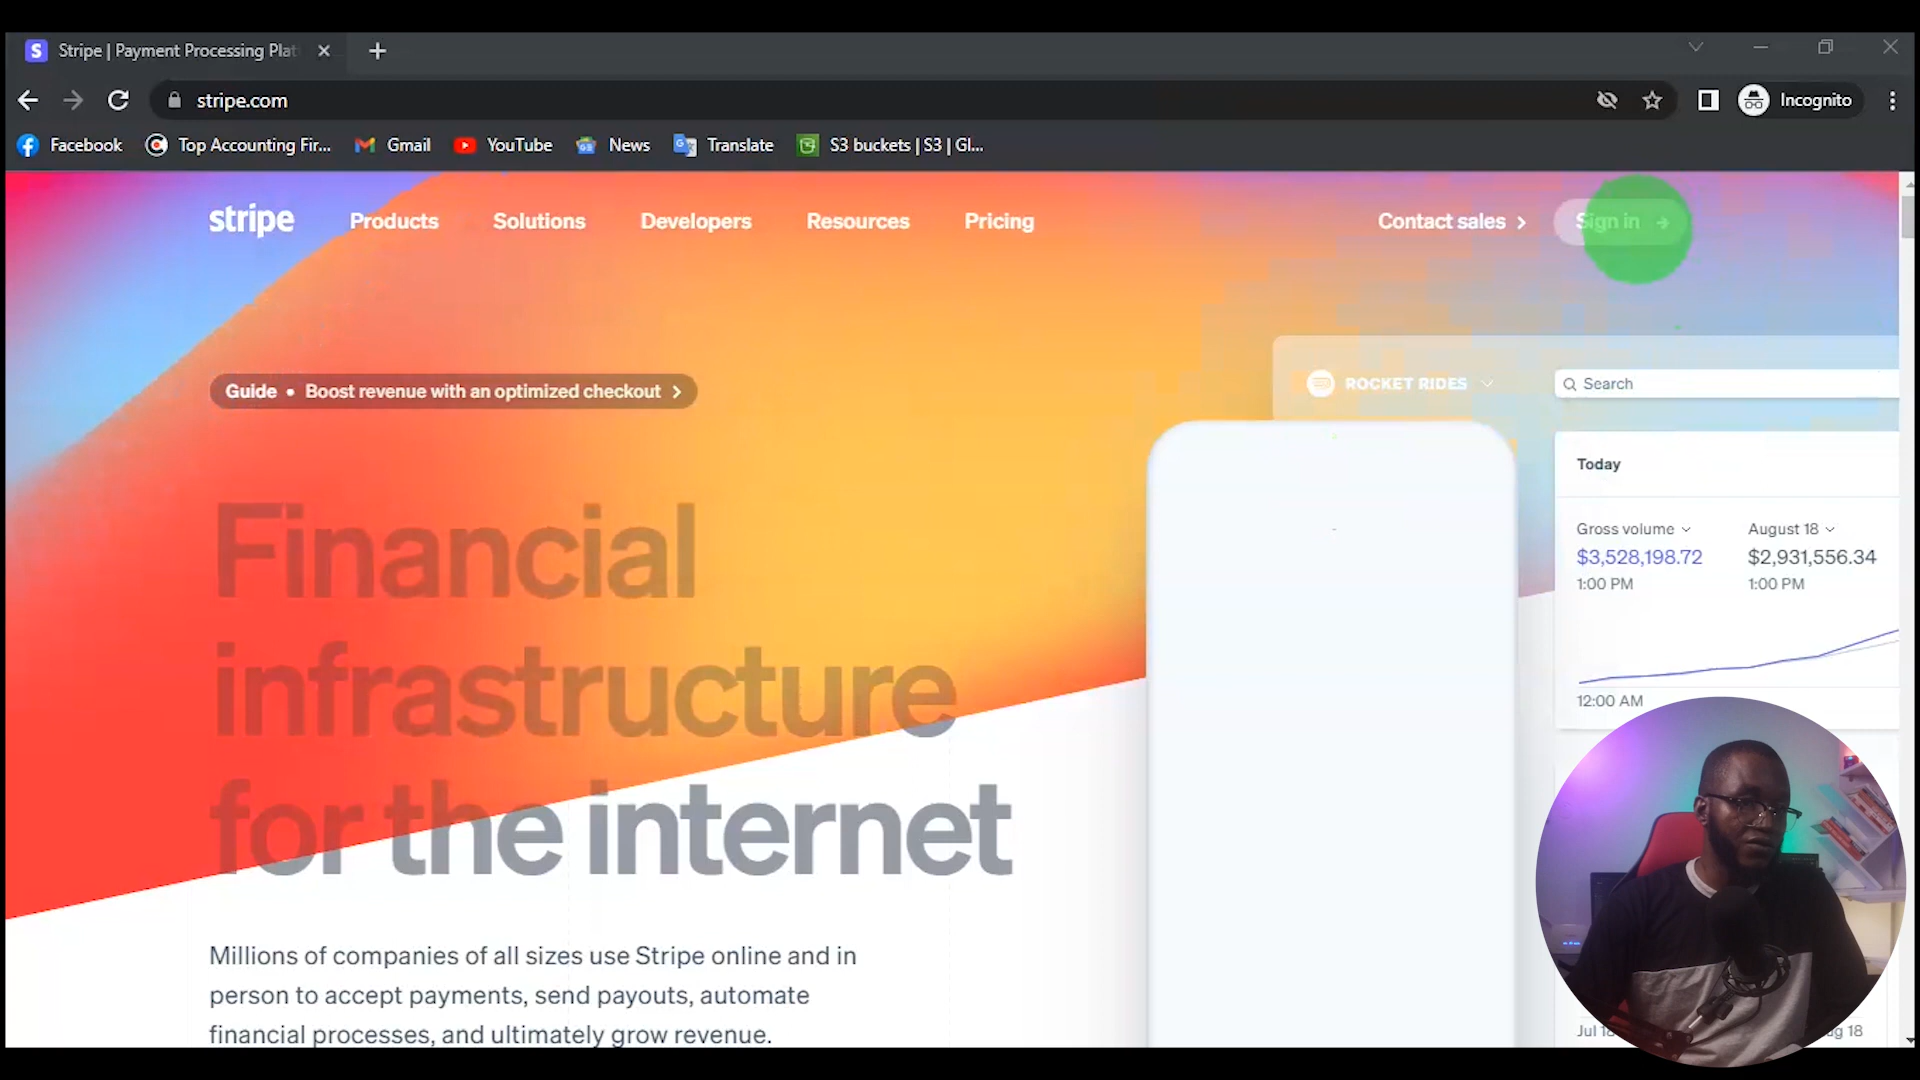 Stripe | Payment Processing Plat
stripe.com
Incognito
Facebook
Top Accounting Fir...
Gmail
YouTube
News
Translate
S3 buckets | S3 | Gl...
stripe
Products
Solutions
Developers
Resources
Pricing
Contact sales
Sign in
Guide • Boost revenue with an optimized checkout
ROCKET RIDES
Search
Financial
infrastructure
for the internet
Today
Gross volume
August 18
$3,528,198.72
$2,931,556.34
1:00 PM
1:00 PM
12:00 AM
Millions of companies of all sizes use Stripe online and in
person to accept payments, send payouts, automate
financial processes, and ultimately grow revenue.
Jul 18
ug 18